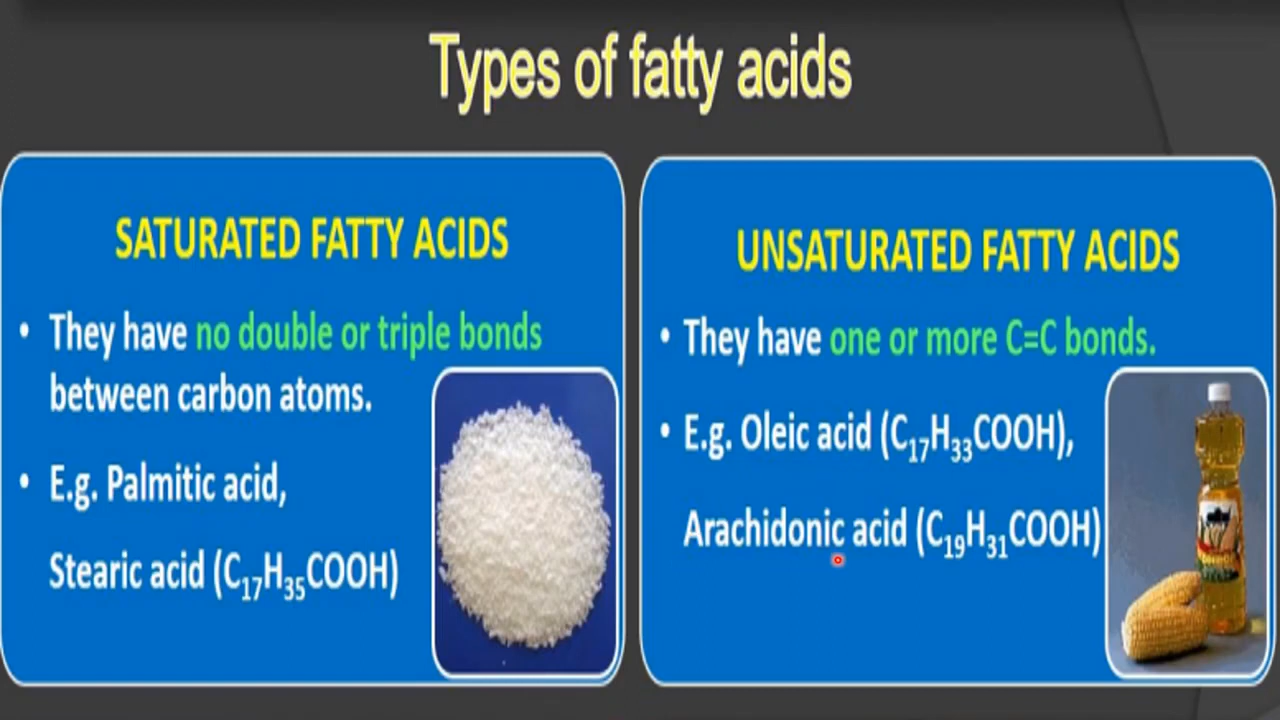 Types of fatty acids
SATURATED FATTY ACIDS
• They have no double or triple bonds
between carbon atoms.
• E.g. Palmitic acid,
Stearic acid (C₁₇H₃₅COOH)
UNSATURATED FATTY ACIDS
• They have one or more C=C bonds.
• E.g. Oleic acid (C₁₇H₃₃COOH),
Arachidonic acid (C₁₉H₃₁COOH)